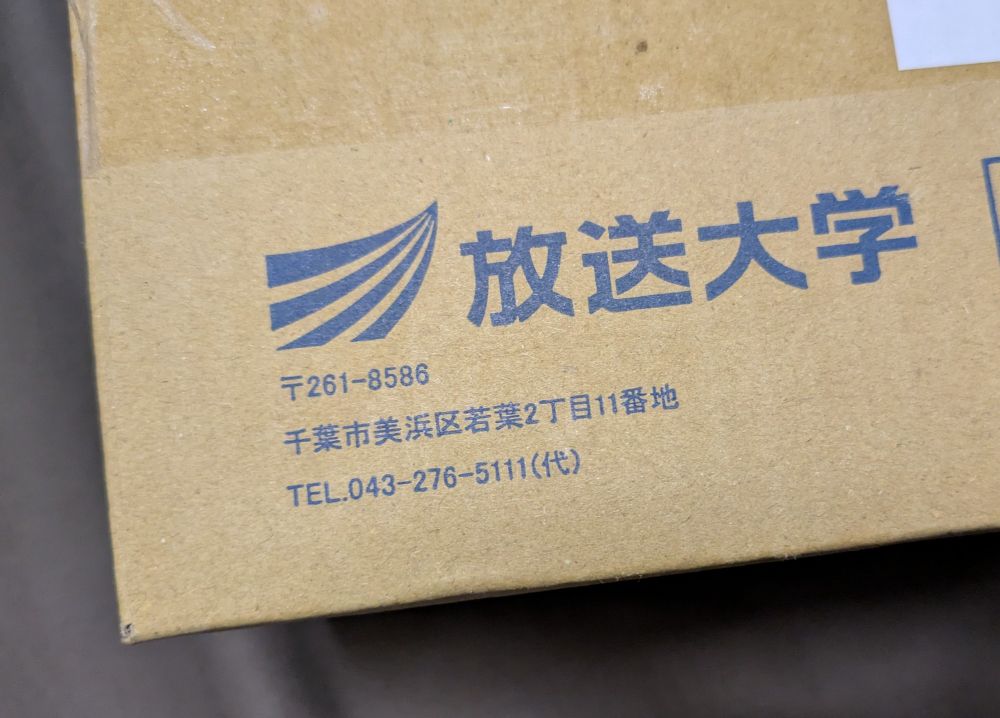 放送大学
〒261-8586
千葉市美浜区若葉2丁目11番地
TEL.043-276-5111(代)